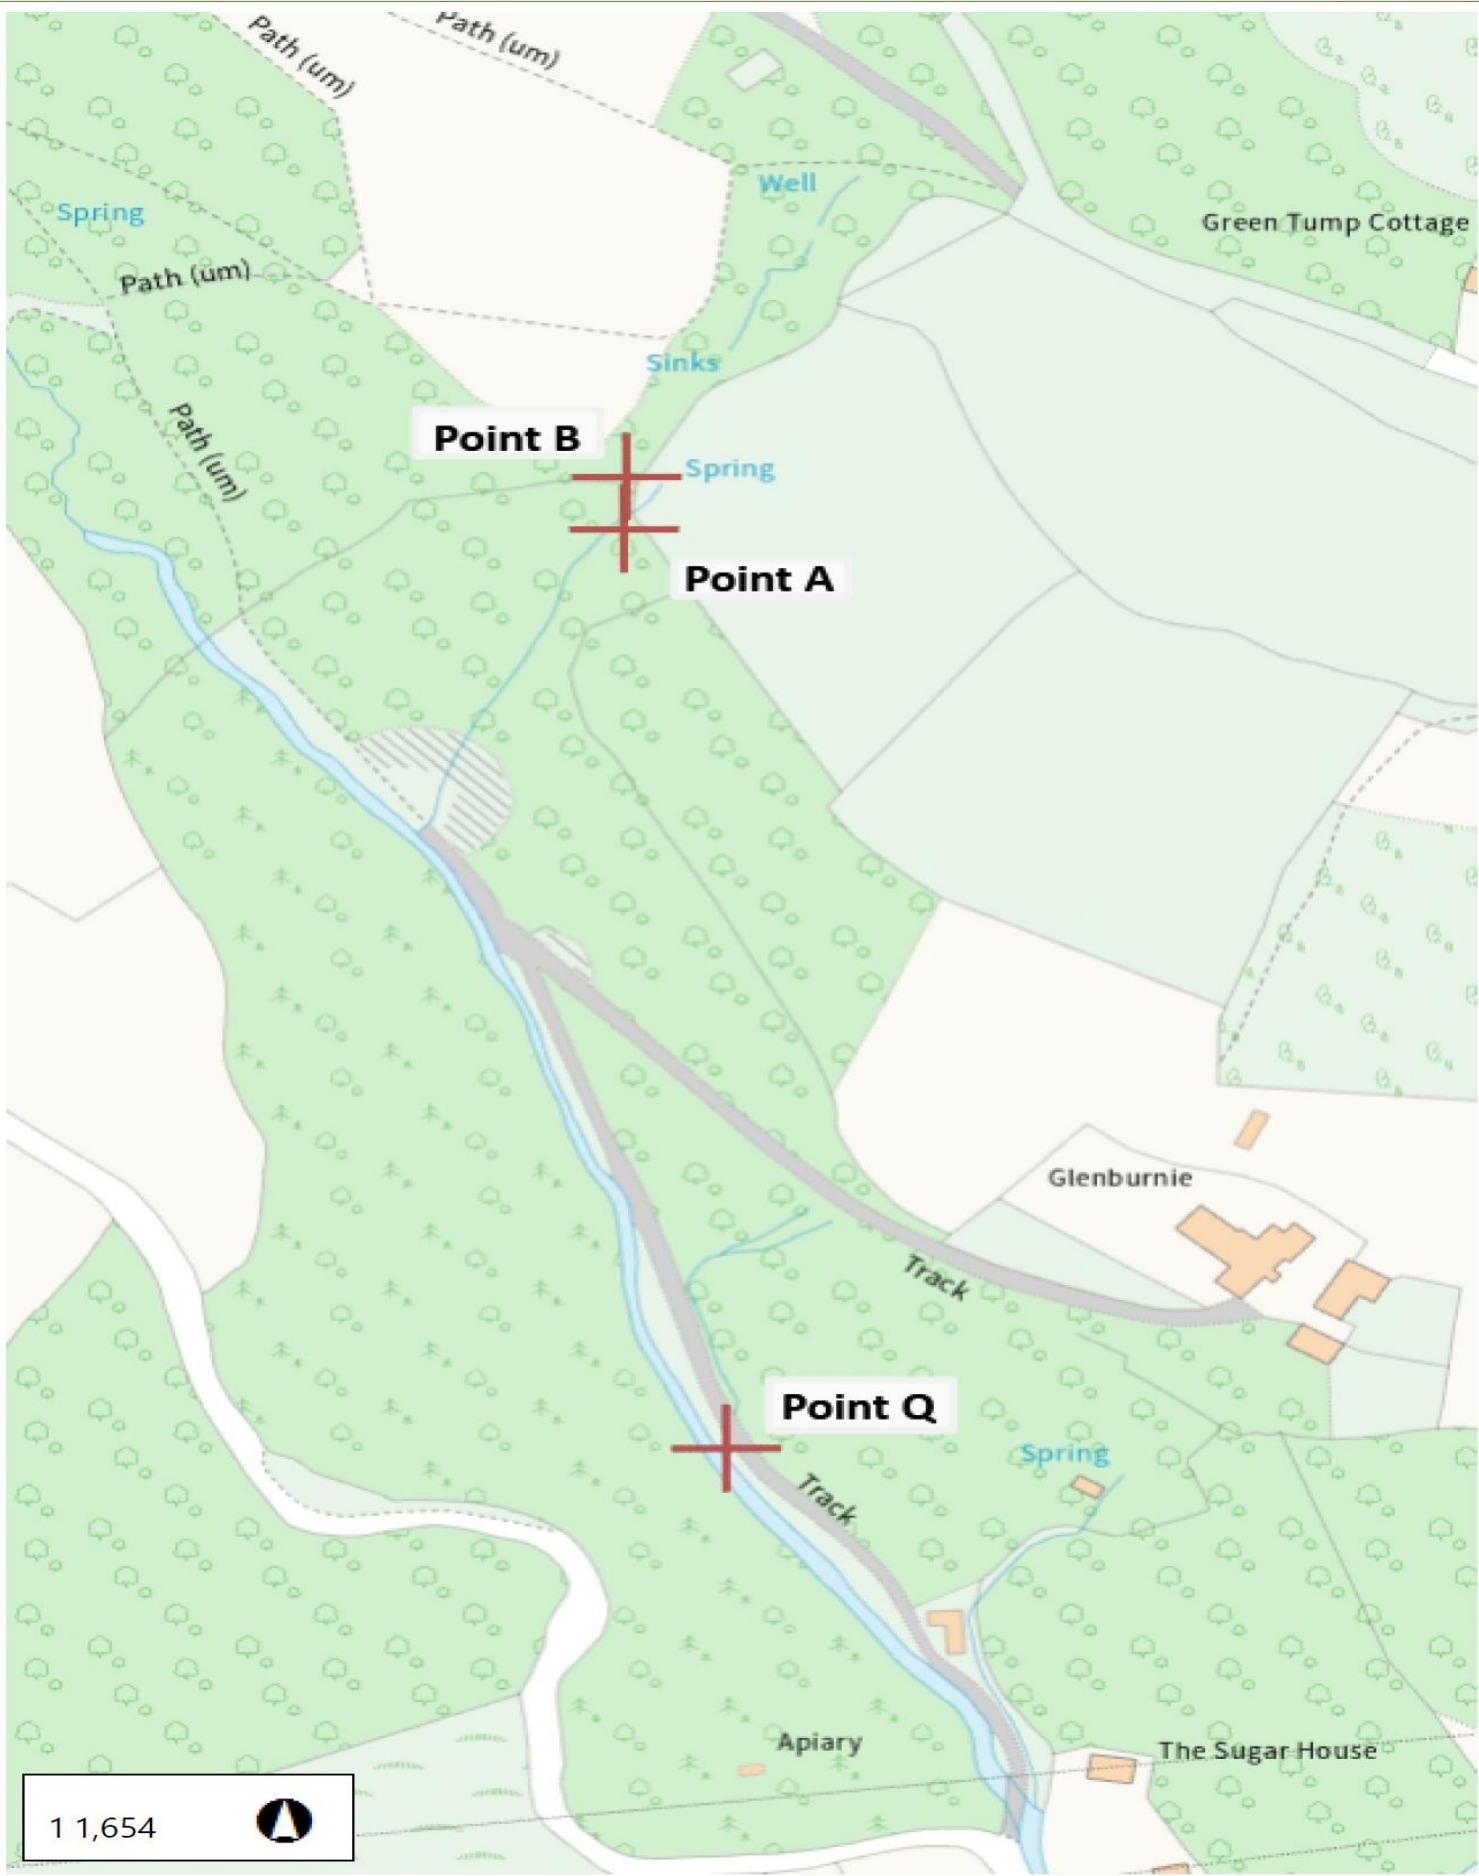 Path (um)
Path (um)
Well
Spring
Green Tump Cottage
Path (um)
Sinks
Path (um)
Point B
Spring
Point A
Glenburnie
Track
Point Q
Spring
Track
Apiary
The Sugar House
1 1,654